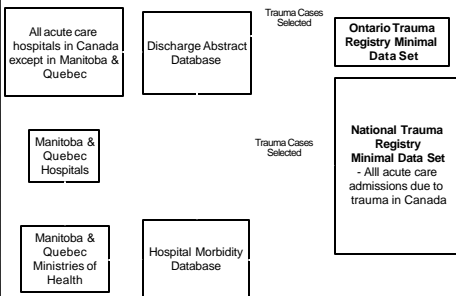 All acute care
hospitals in Canada
except in Manitoba &
Quebec
Discharge Abstract
Database
Trauma Cases
Selected
Ontario Trauma
Registry Minimal
Data Set
Manitoba &
Quebec
Hospitals
Trauma Cases
Selected
National Trauma
Registry
Minimal Data Set
- Alll acute care
admissions due to
trauma in Canada
Manitoba &
Quebec
Ministries of
Health
Hospital Morbidity
Database